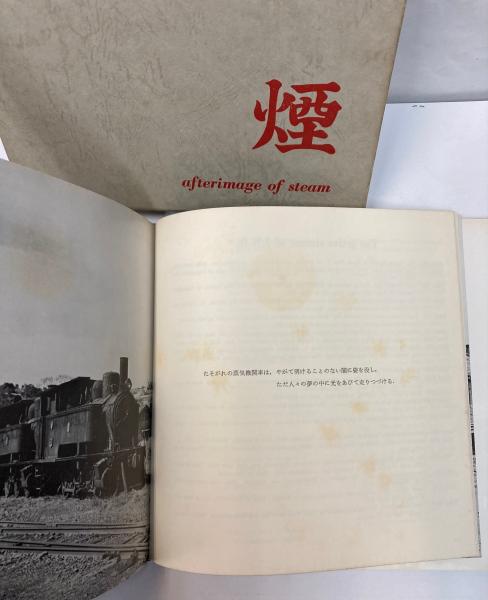 煙
afterimage of steam
たそがれの蒸気機関車は，やがて明けることのない闇に姿を没し，
ただ人々の夢の中に光をあびて走りつづける．